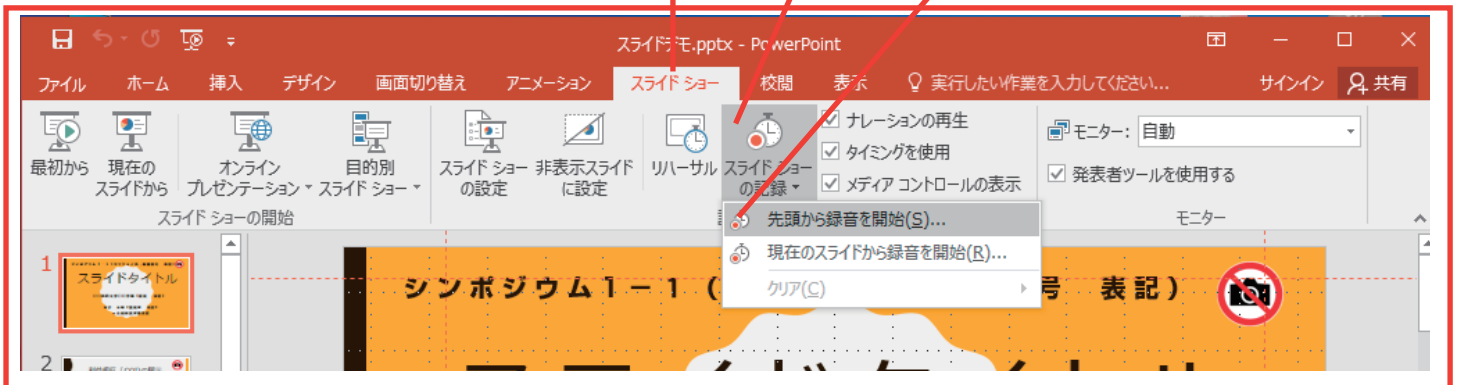 スライドデモ.pptx - PowerPoint
ファイル ホーム 挿入 デザイン 画面切り替え アニメーション スライド ショー 校閲 表示 実行したい作業を入力してください... サインイン 共有
最初から
現在の
スライドから
オンライン
プレゼンテーション
目的別
スライド ショー
スライド ショー
の設定
非表示スライド
に設定
リハーサル
スライド ショー
の記録
ナレーションの再生
タイミングを使用
メディア コントロールの表示
モニター: 自動
発表者ツールを使用する
スライド ショーの開始
モニター
先頭から録音を開始(S)...
現在のスライドから録音を開始(R)...
クリア(C)
1
スライドタイトル
2
シンポジウム1-1(
号 表記)